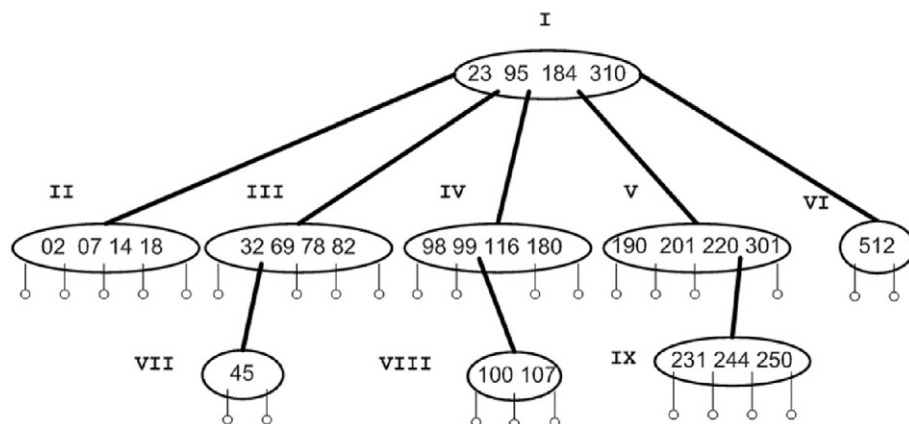 I
23 95 184 310
II III IV V VI
02 07 14 18 32 69 78 82 98 99 116 180 190 201 220 301 512
VII 45 VIII 100 107 IX 231 244 250